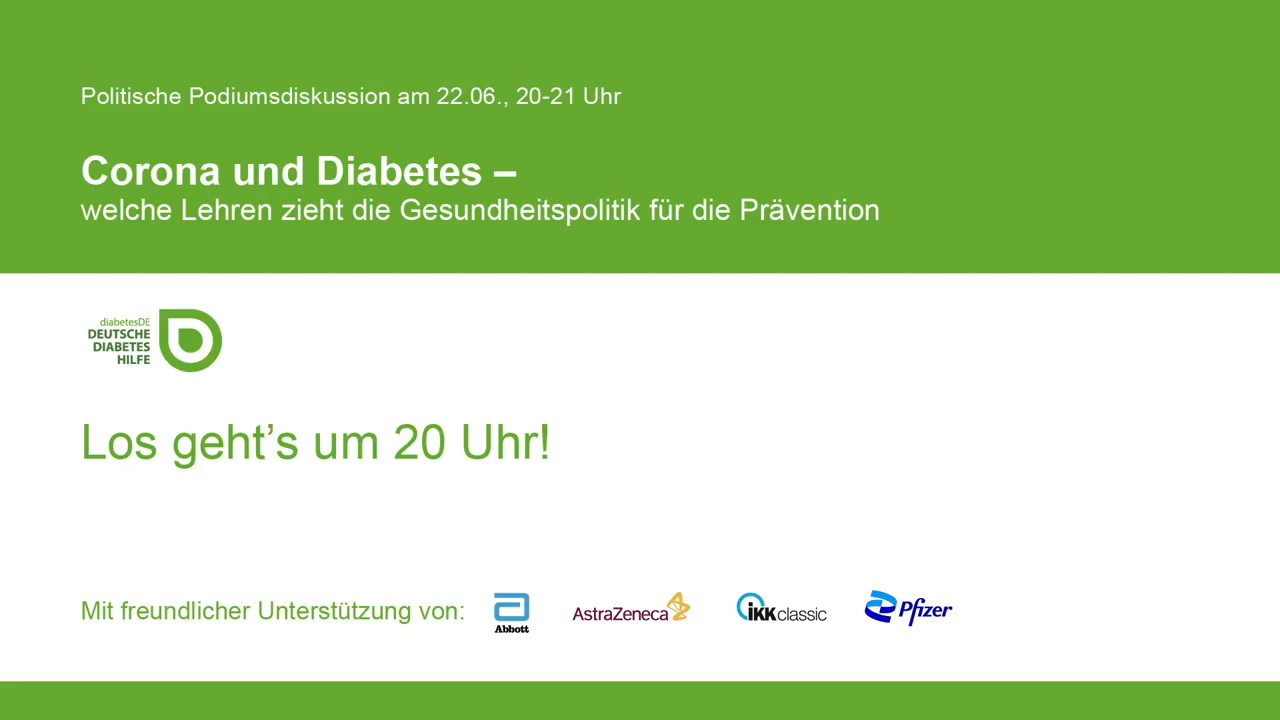 Politische Podiumsdiskussion am 22.06., 20-21 Uhr
Corona und Diabetes –
welche Lehren zieht die Gesundheitspolitik für die Prävention
diabetesDE
DEUTSCHE
DIABETES
HILFE
Los geht’s um 20 Uhr!
Mit freundlicher Unterstützung von:
Abbott
AstraZeneca
iKK classic
Pfizer